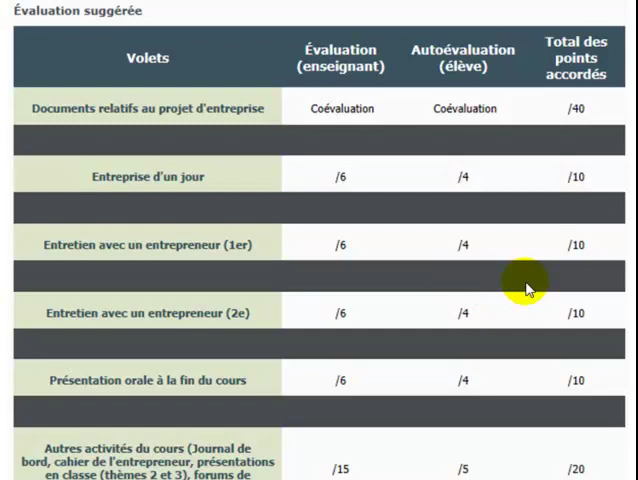 Évaluation suggérée
Volets
Évaluation
(enseignant)
Autoévaluation
(élève)
Total des
points
accordés
Documents relatifs au projet d'entreprise
Coévaluation
Coévaluation
/40
Entreprise d'un jour
/6
/4
/10
Entretien avec un entrepreneur (1er)
/6
/4
/10
Entretien avec un entrepreneur (2e)
/6
/4
/10
Présentation orale à la fin du cours
/6
/4
/10
Autres activités du cours (Journal de
bord, cahier de l'entrepreneur, présentations
en classe (thèmes 2 et 3), forums de
/15
/5
/20